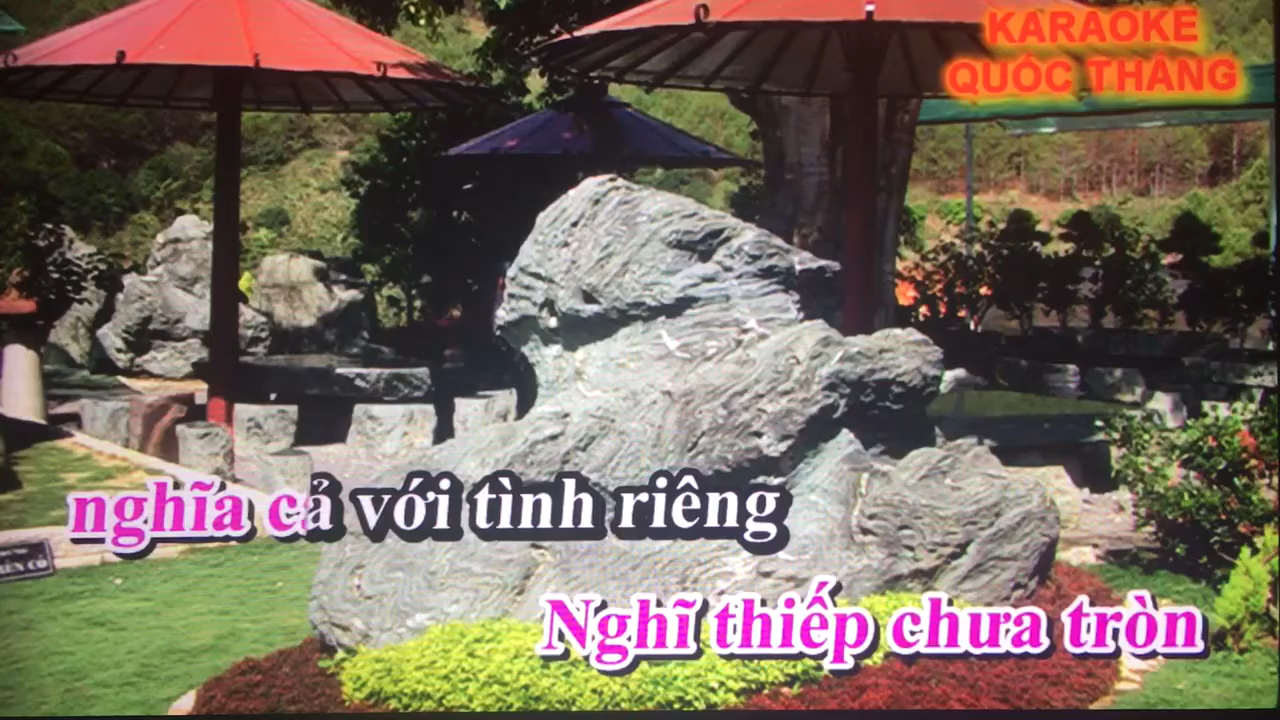 KARAOKE
QUỐC THẮNG
nghĩa cả với tình riêng
Nghĩ thiếp chưa tròn